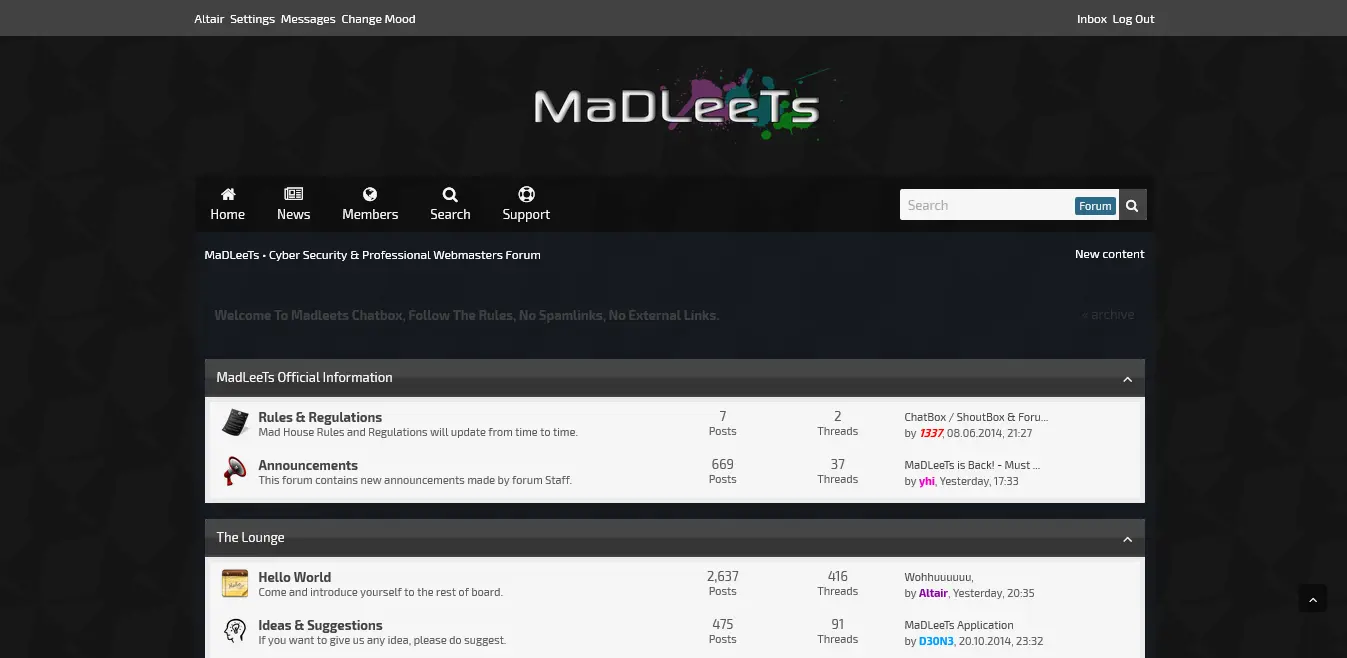 Altair Settings Messages Change Mood Inbox Log Out
MaDLeeTs
Home News Members Search Support
Search Forum
MaDLeeTs • Cyber Security & Professional Webmasters Forum New content
Welcome To Madleets Chatbox, Follow The Rules, No Spamlinks, No External Links. « archive
MadLeeTs Official Information
Rules & Regulations 7 2 ChatBox / ShoutBox & Foru...
Mad House Rules and Regulations will update from time to time. Posts Threads by 1337, 08.06.2014, 21:27
Announcements 669 37 MaDLeeTs is Back! - Must ...
This forum contains new announcements made by forum Staff. Posts Threads by yhi, Yesterday, 17:33
The Lounge
Hello World 2,637 416 Wohhuuuuuu,
Come and introduce yourself to the rest of board. Posts Threads by Altair, Yesterday, 20:35
Ideas & Suggestions 475 91 MaDLeeTs Application
If you want to give us any idea, please do suggest. Posts Threads by D30N3, 20.10.2014, 23:32